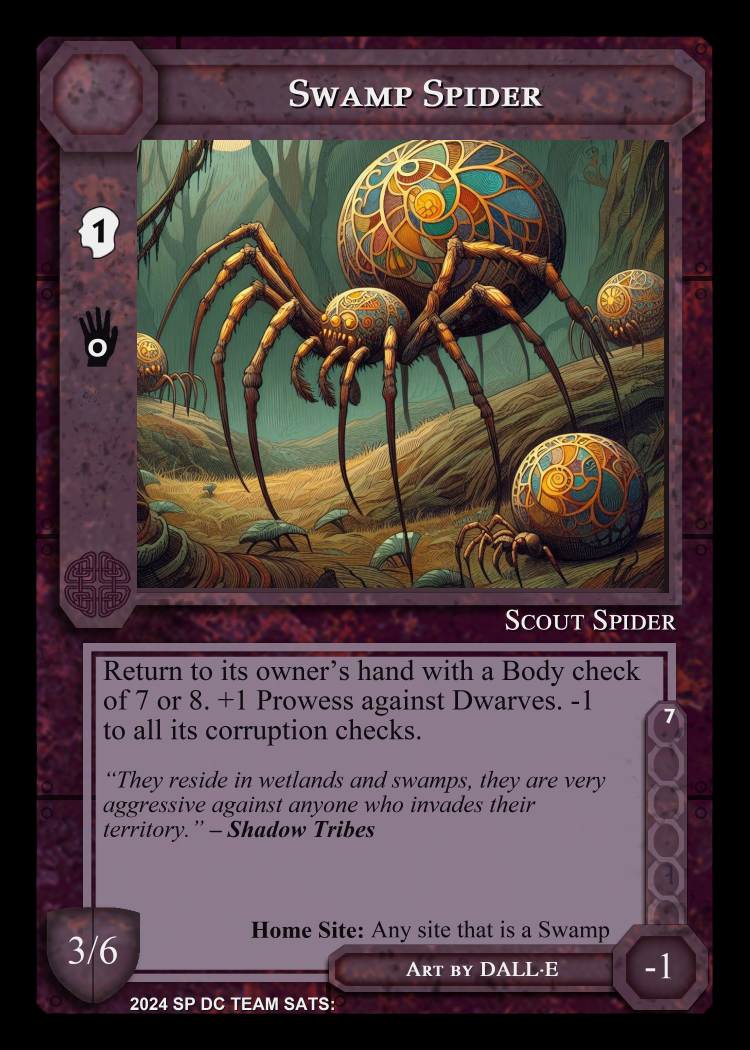 Swamp Spider
1
0
Scout Spider
Return to its owner's hand with a Body check
of 7 or 8. +1 Prowess against Dwarves. -1
to all its corruption checks.
7
“They reside in wetlands and swamps, they are very
aggressive against anyone who invades their
territory.” – Shadow Tribes
Home Site: Any site that is a Swamp
3/6
Art by DALL·E
-1
2024 SP DC TEAM SATS: